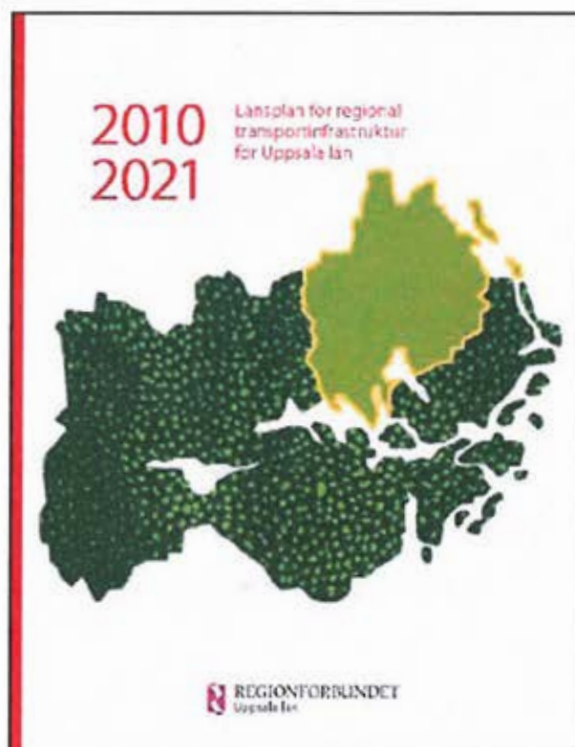 2010
2021
Länsplan för regional
transportinfrastruktur
för Uppsala län
REGIONFÖRBUNDET
Uppsala län